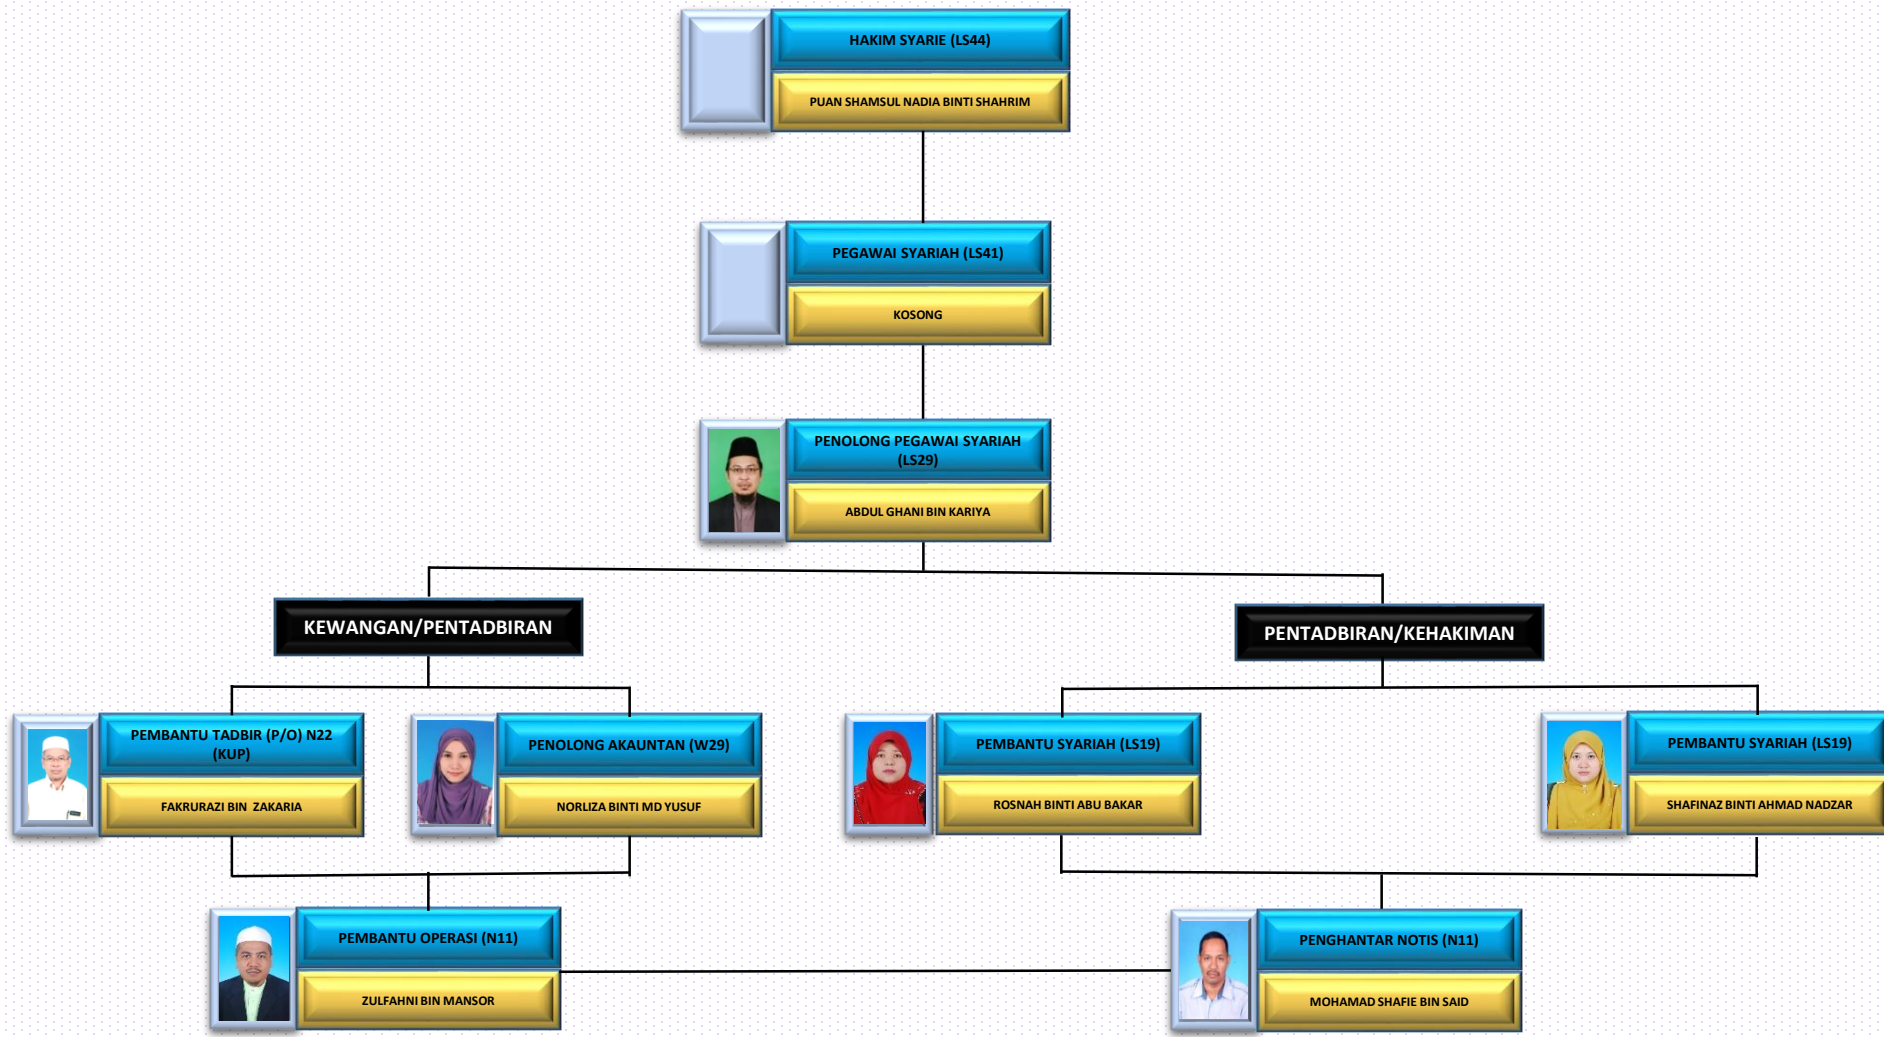 HAKIM SYARIE (LS44)
PUAN SHAMSUL NADIA BINTI SHAHRIM
PEGAWAI SYARIAH (LS41)
KOSONG
PENOLONG PEGAWAI SYARIAH
(LS29)
ABDUL GHANI BIN KARIYA
KEWANGAN/PENTADBIRAN
PENTADBIRAN/KEHAKIMAN
PEMBANTU TADBIR (P/O) N22
(KUP)
FAKRURAZI BIN ZAKARIA
PENOLONG AKAUNTAN (W29)
NORLIZA BINTI MD YUSUF
PEMBANTU SYARIAH (LS19)
ROSNAH BINTI ABU BAKAR
PEMBANTU SYARIAH (LS19)
SHAFINAZ BINTI AHMAD NADZAR
PEMBANTU OPERASI (N11)
ZULFAHNI BIN MANSOR
PENGHANTAR NOTIS (N11)
MOHAMAD SHAFIE BIN SAID